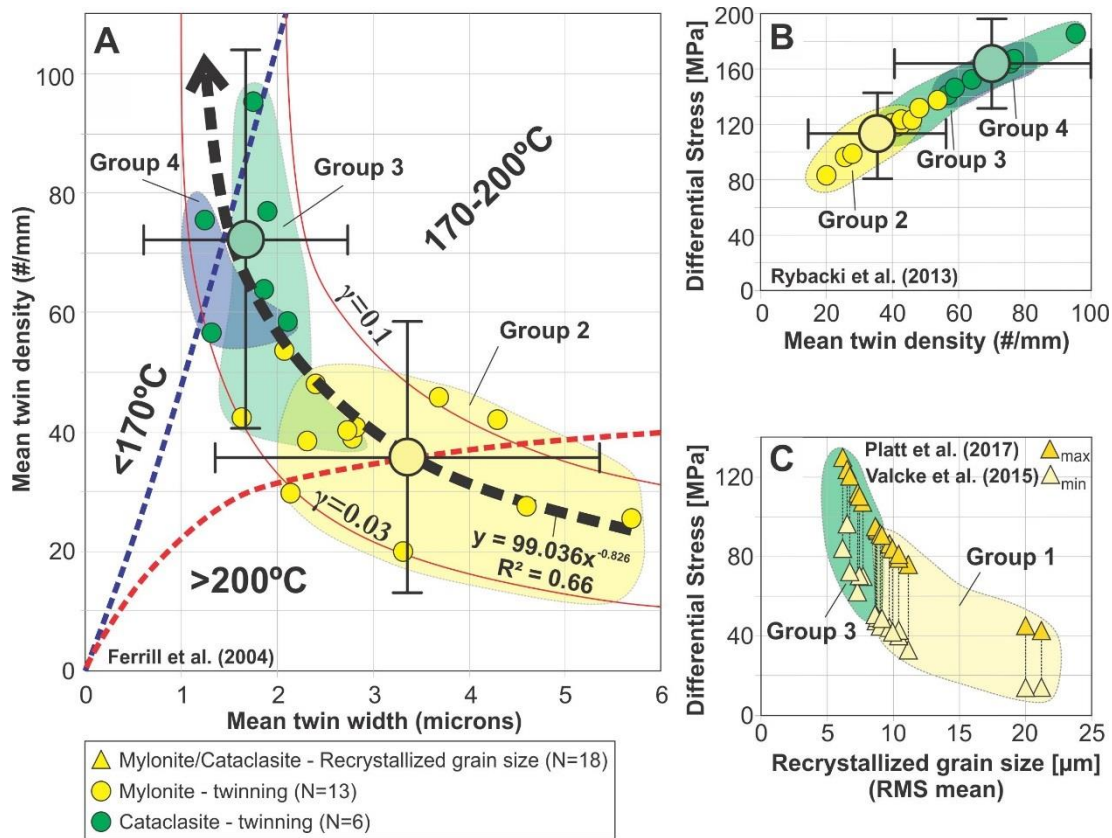 A
100
80
60
40
20
0
0
1
2
3
4
5
6
Mean twin density (#/mm)
Mean twin width (microns)
Group 4
Group 3
170-200ºC
γ=0.1
Group 2
<170ºC
γ=0.03
>200ºC
y = 99.036x-0.826
R² = 0.66
Ferrill et al. (2004)
Mylonite/Cataclasite - Recrystallized grain size (N=18)
Mylonite - twinning (N=13)
Cataclasite - twinning (N=6)
B
200
160
120
80
40
0
0
20
40
60
80
100
Differential Stress [MPa]
Mean twin density (#/mm)
Group 4
Group 3
Group 2
Rybacki et al. (2013)
C
Platt et al. (2017)
max
Valcke et al. (2015)
min
120
80
40
0
0
5
10
15
20
25
Differential Stress [MPa]
Group 1
Group 3
Recrystallized grain size [µm]
(RMS mean)